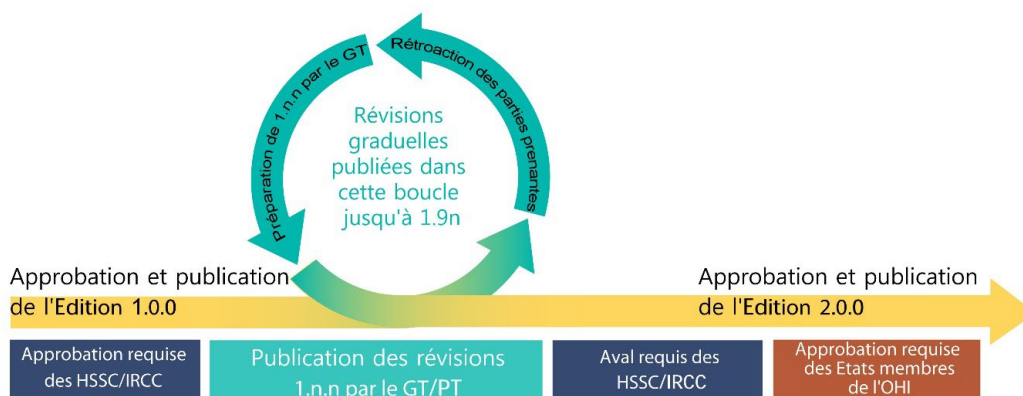 Préparation de 1.n.n par le GT
Rétroaction des parties prenantes
Révisions
graduelles
publiées dans
cette boucle
jusqu'à 1.9n
Approbation et publication
de l'Edition 1.0.0
Approbation et publication
de l'Edition 2.0.0
Approbation requise
des HSSC/IRCC
Publication des révisions
1.n.n par le GT/PT
Aval requis des
HSSC/IRCC
Approbation requise
des Etats membres
de l'OHI